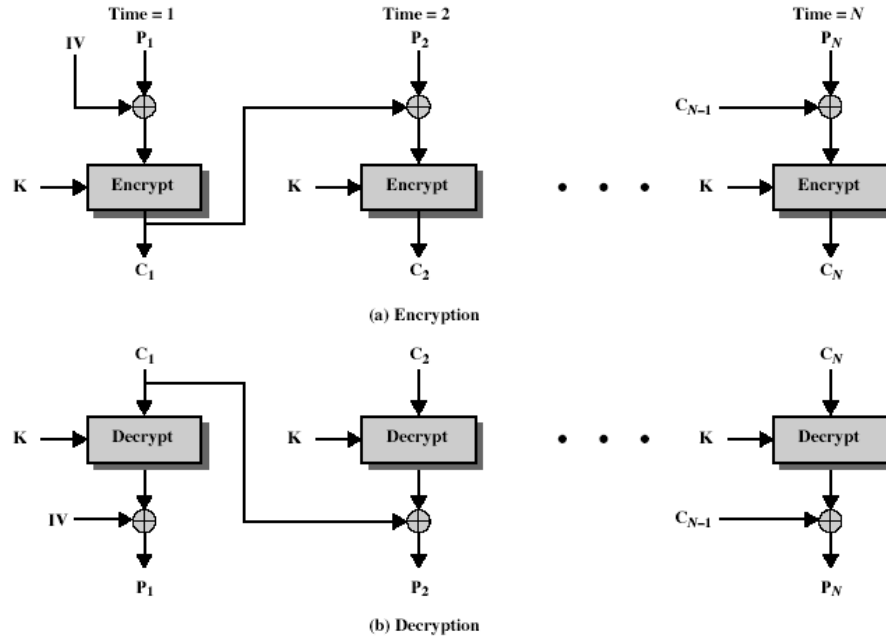 Time = 1 Time = 2 Time = N
IV P1 P2 PN
CN−1
K Encrypt K Encrypt • • • K Encrypt
C1 C2 CN
(a) Encryption
C1 C2 CN
K Decrypt K Decrypt • • • K Decrypt
IV CN−1
P1 P2 PN
(b) Decryption